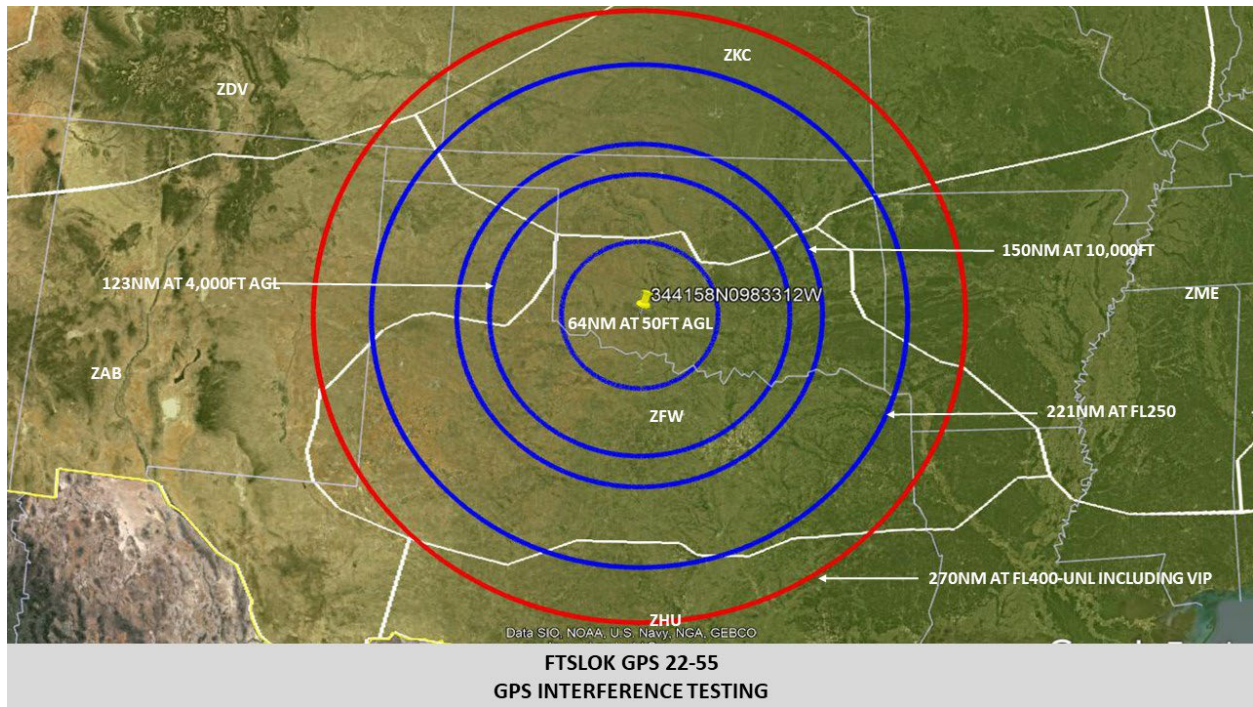 ZKC
ZDV
150NM AT 10,000FT
123NM AT 4,000FT AGL
344158N0983312W
ZME
64NM AT 50FT AGL
ZAB
221NM AT FL250
ZFW
270NM AT FL400-UNL INCLUDING VIP
ZHU
Data SIO, NOAA, U.S. Navy, NGA, GEBCO
FTSLOK GPS 22-55
GPS INTERFERENCE TESTING